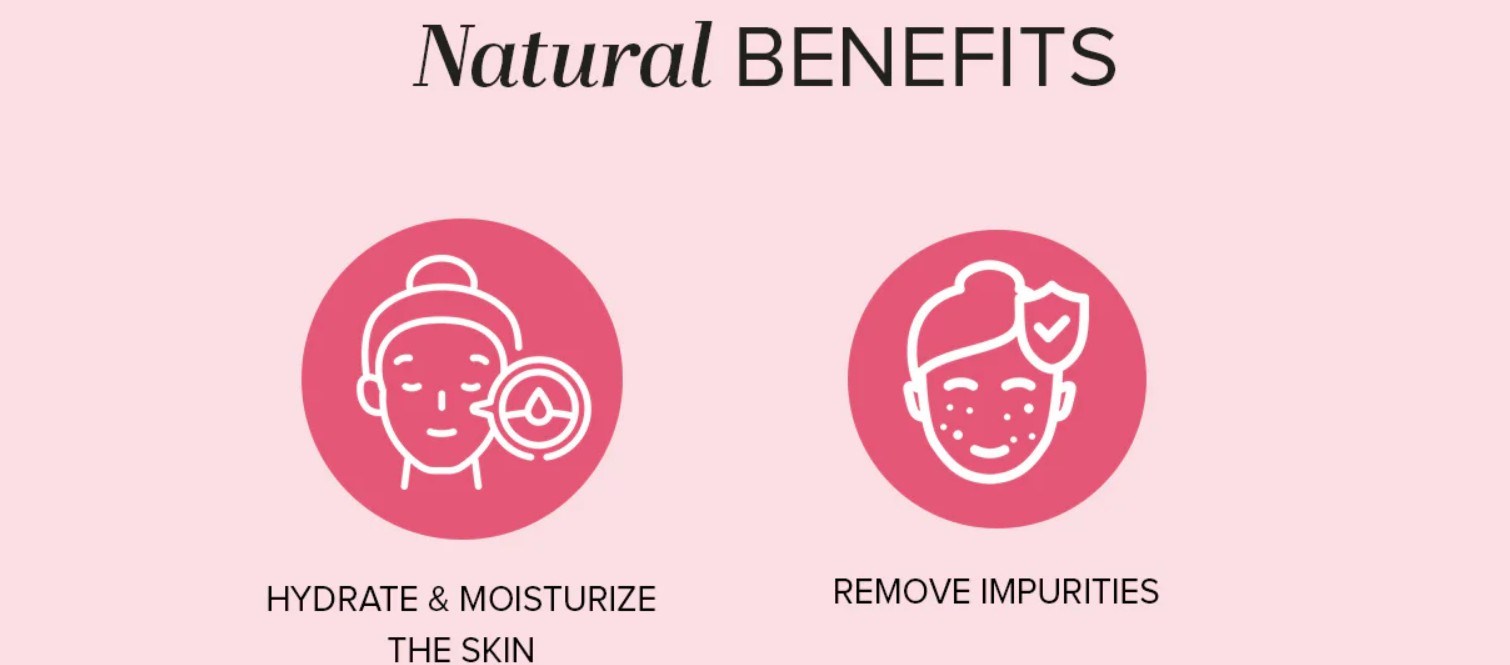 Natural BENEFITS
HYDRATE & MOISTURIZE
THE SKIN
REMOVE IMPURITIES